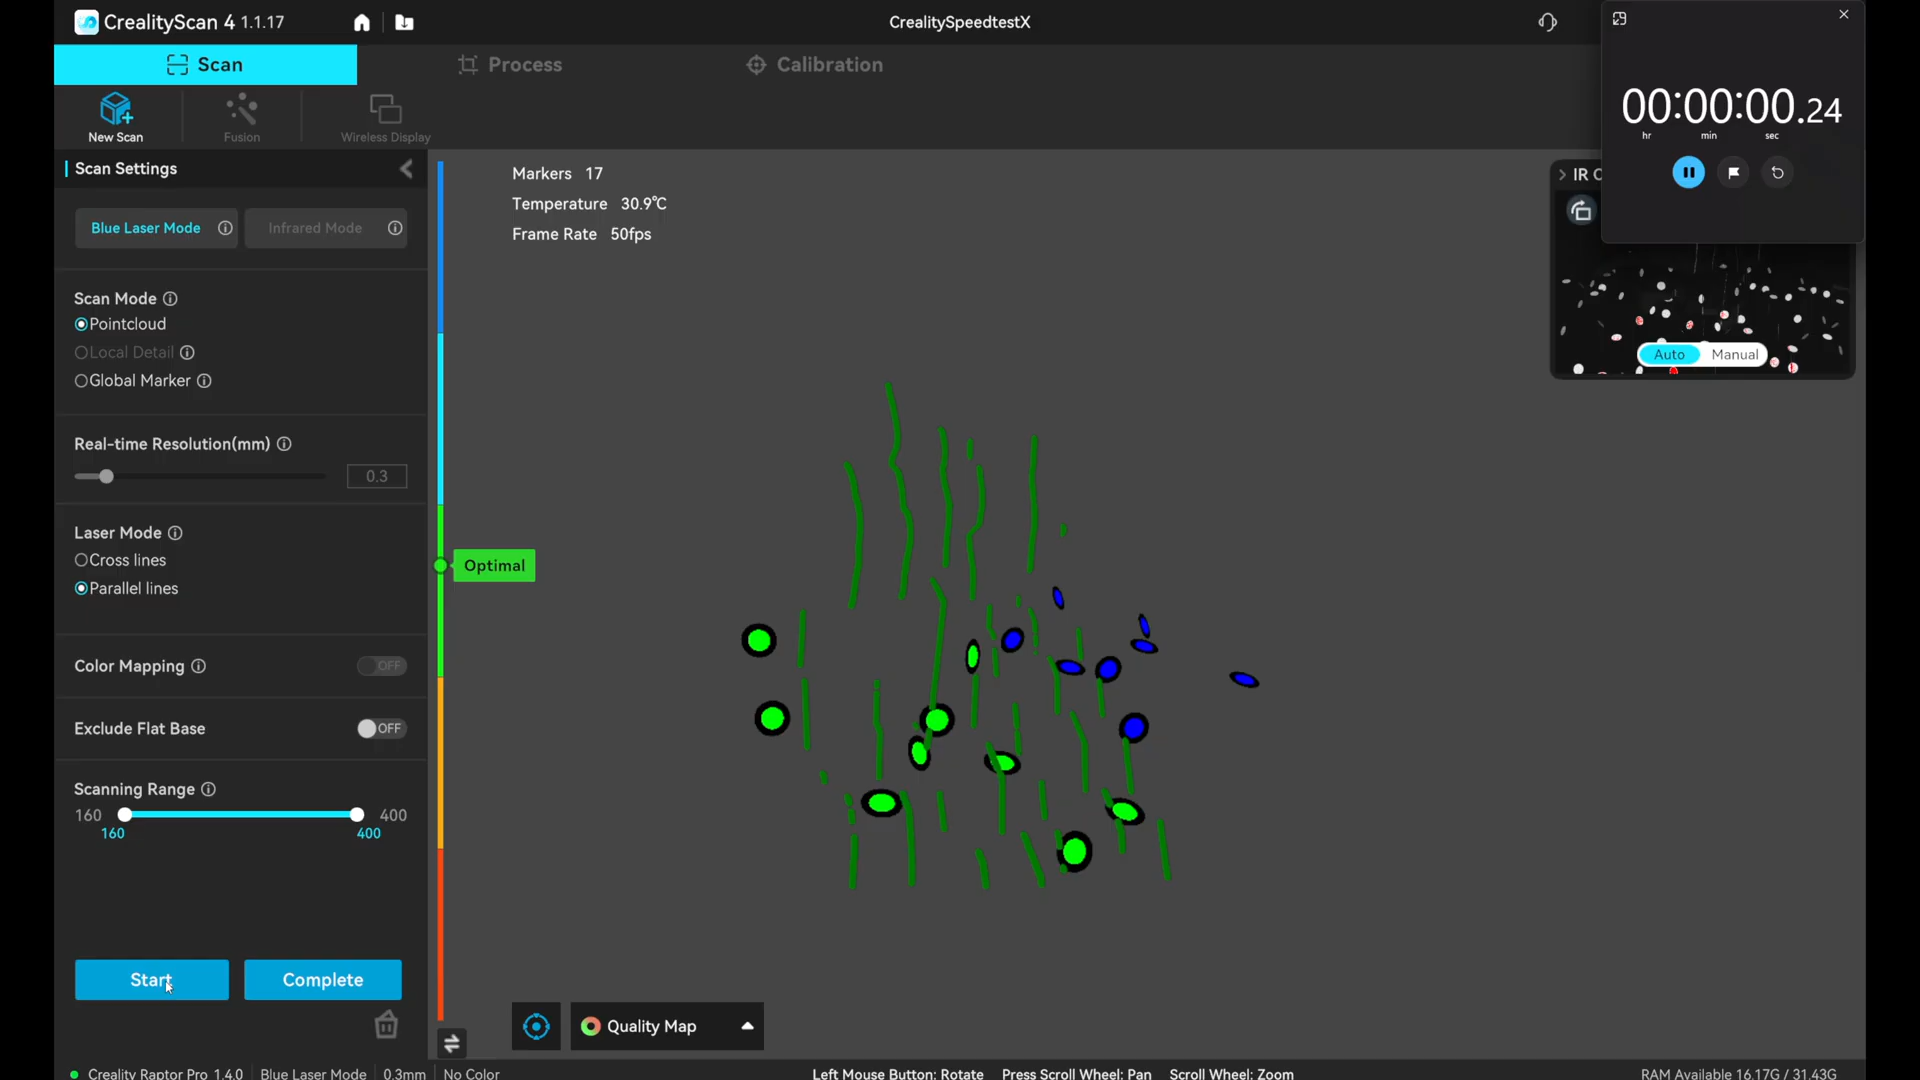 CrealityScan 4 1.1.17
CrealitySpeedtestX
Scan
Process
Calibration
New Scan
Fusion
Wireless Display
00:00:00.24
hr
min
sec
Scan Settings
Blue Laser Mode
Infrared Mode
Scan Mode
Pointcloud
Local Detail
Global Marker
Real-time Resolution(mm)
0.3
Laser Mode
Cross lines
Parallel lines
Color Mapping
OFF
Exclude Flat Base
OFF
Scanning Range
160
400
160
400
Start
Complete
Markers 17
Temperature 30.9℃
Frame Rate 50fps
Optimal
IR
Auto
Manual
Quality Map
Creality Raptor Pro 1.4.0
Blue Laser Mode
0.3mm
No Color
Left Mouse Button: Rotate Press Scroll Wheel: Pan Scroll Wheel: Zoom
RAM Available 16.17G / 31.43G